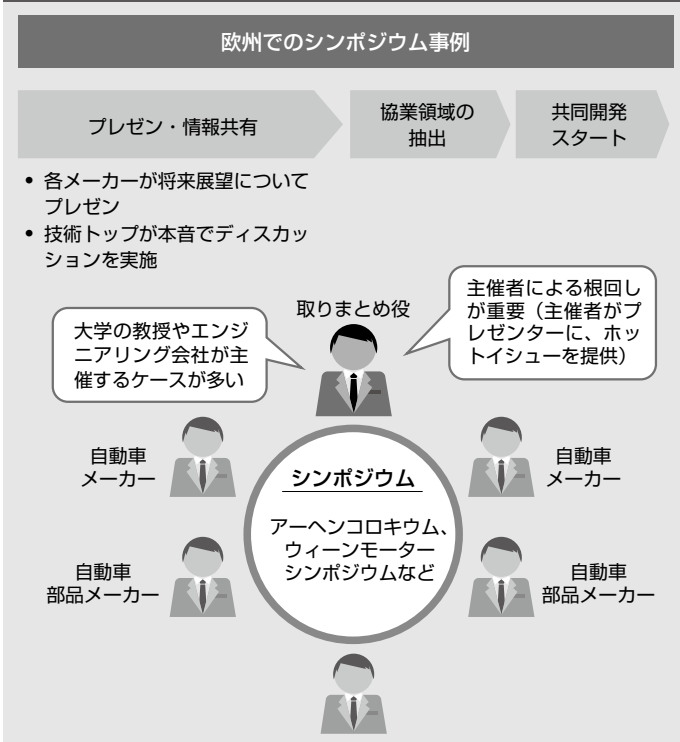 欧州でのシンポジウム事例
プレゼン・情報共有
協業領域の
抽出
共同開発
スタート
• 各メーカーが将来展望について
プレゼン
• 技術トップが本音でディスカッ
ションを実施
取りまとめ役
大学の教授やエンジ
ニアリング会社が主
催するケースが多い
主催者による根回し
が重要（主催者がプ
レゼンターに、ホッ
トイシューを提供）
自動車
メーカー
自動車
メーカー
シンポジウム
アーヘンコロキウム、
ウィーンモーター
シンポジウムなど
自動車
部品メーカー
自動車
部品メーカー